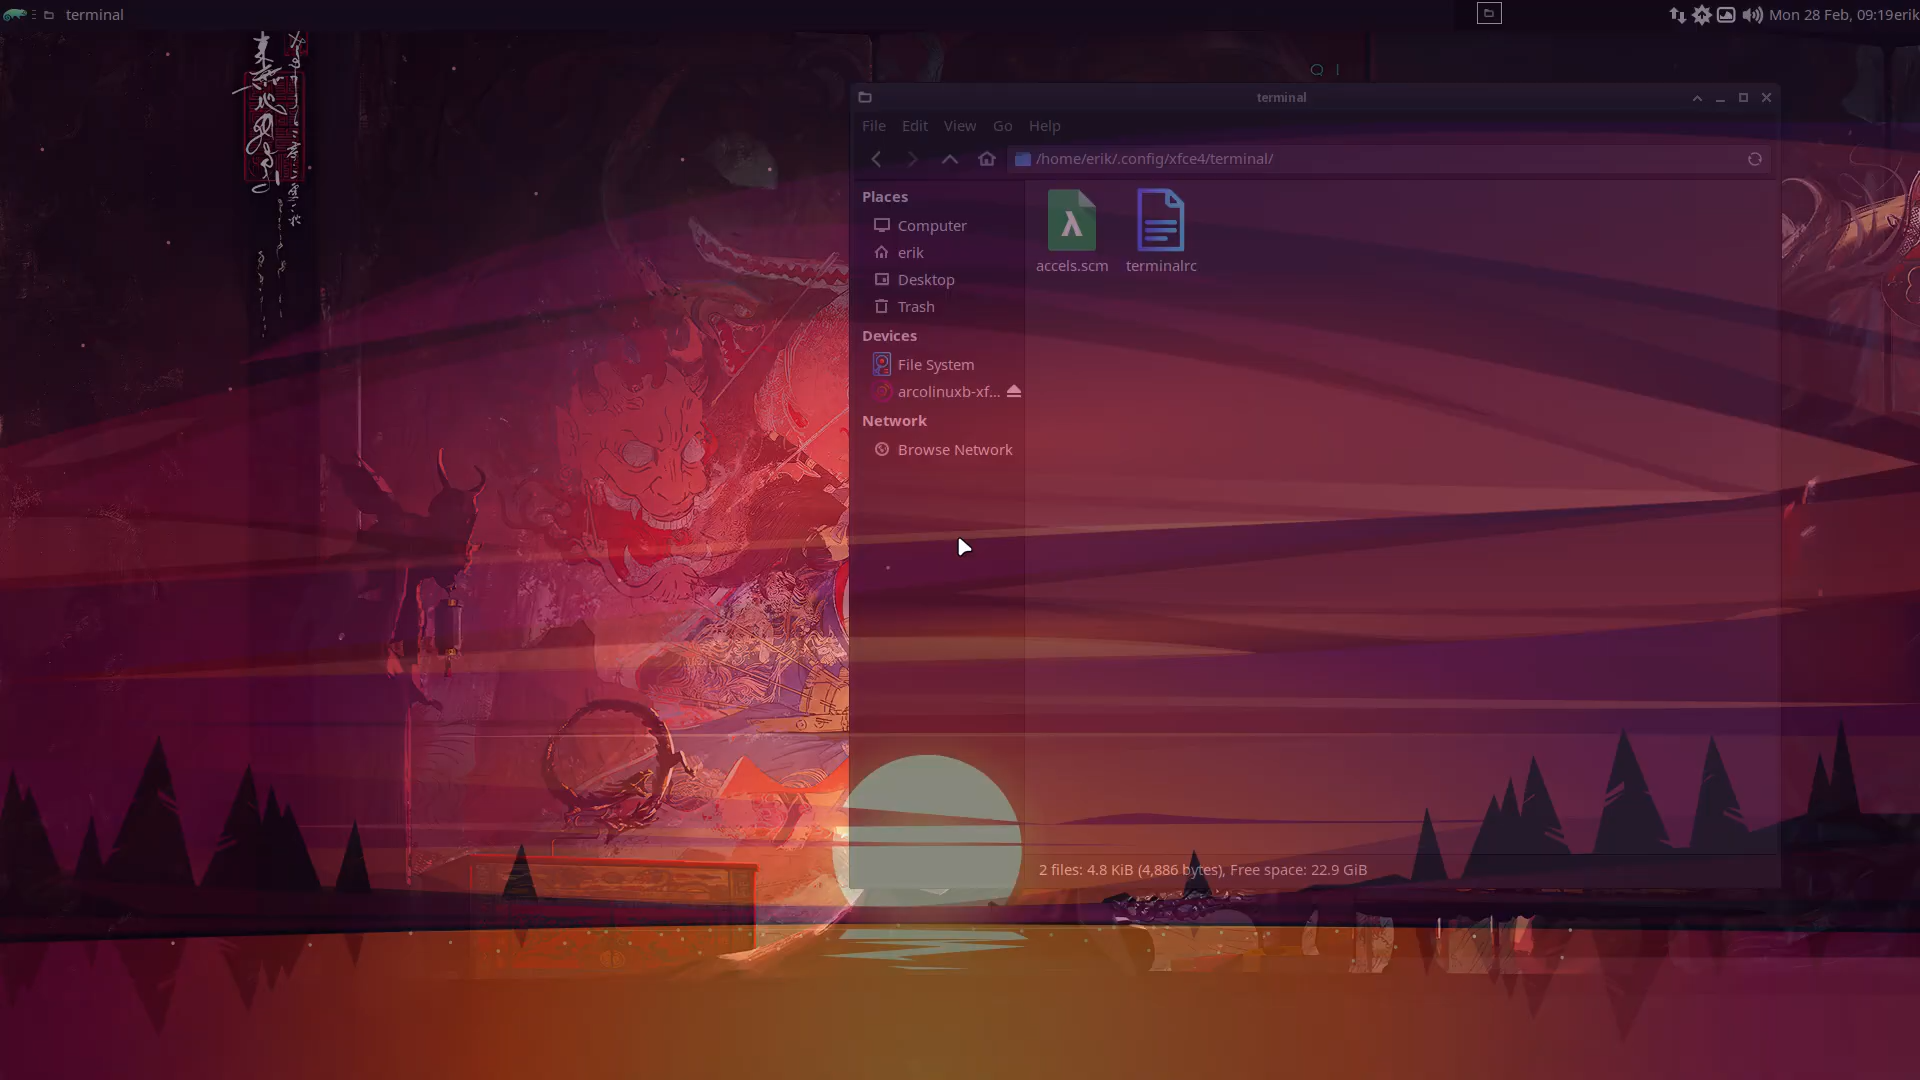 terminal
Mon 28 Feb, 09:19erik
terminal
File Edit View Go Help
/home/erik/.config/xfce4/terminal/
Places
Computer
erik
Desktop
Trash
Devices
File System
arcolinuxb-xf...
Network
Browse Network
λ
accels.scm terminalrc
2 files: 4.8 KiB (4,886 bytes), Free space: 22.9 GiB